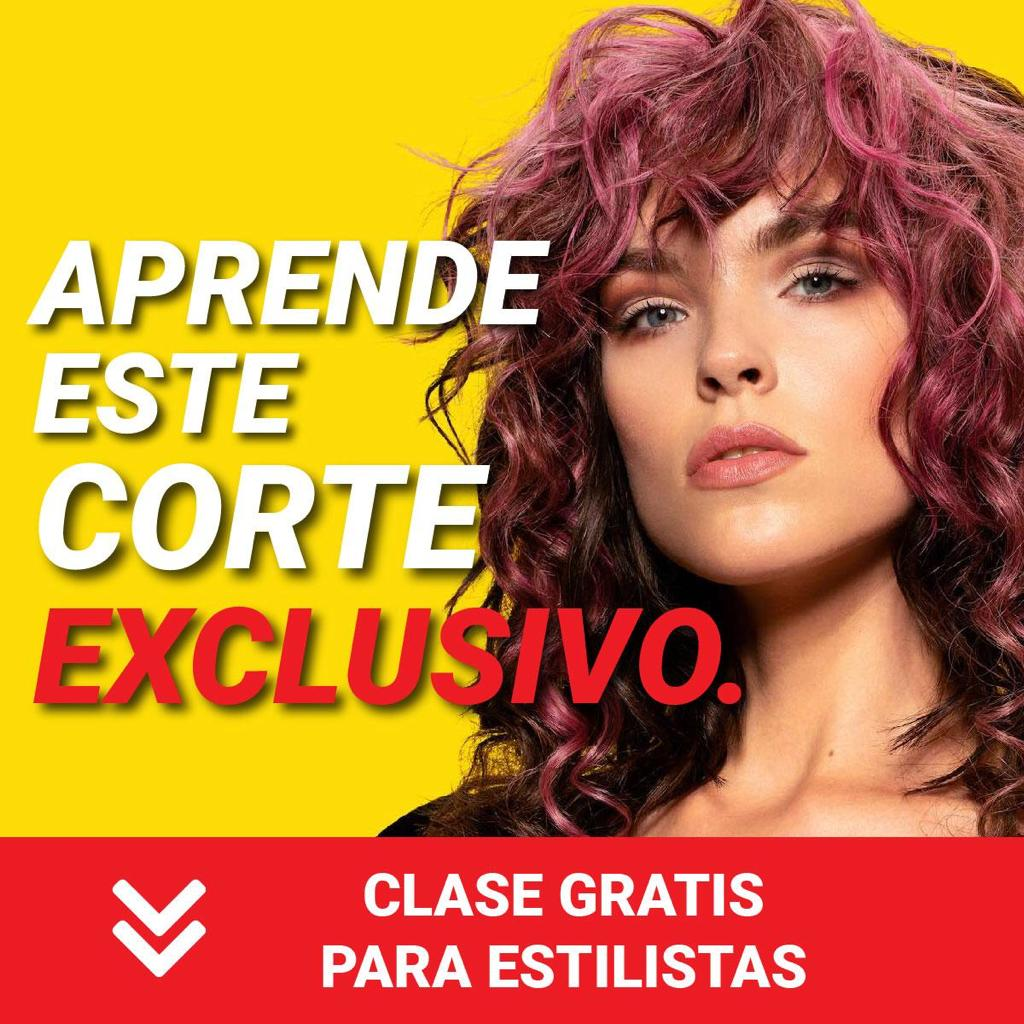 APRENDE
ESTE
CORTE
EXCLUSIVO.
CLASE GRATIS
PARA ESTILISTAS